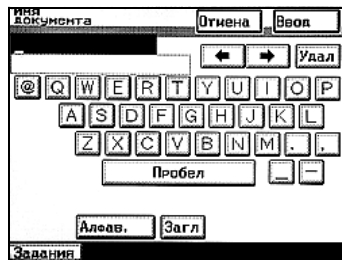 ИМЯ
ДОКУМЕНТА
Отмена Ввод
← → Удал
@ Q W E R T Y U I O P
A S D F G H J K L
Z X C V B N M . ,
Пробел _ —
Алфав. Загл
Задания